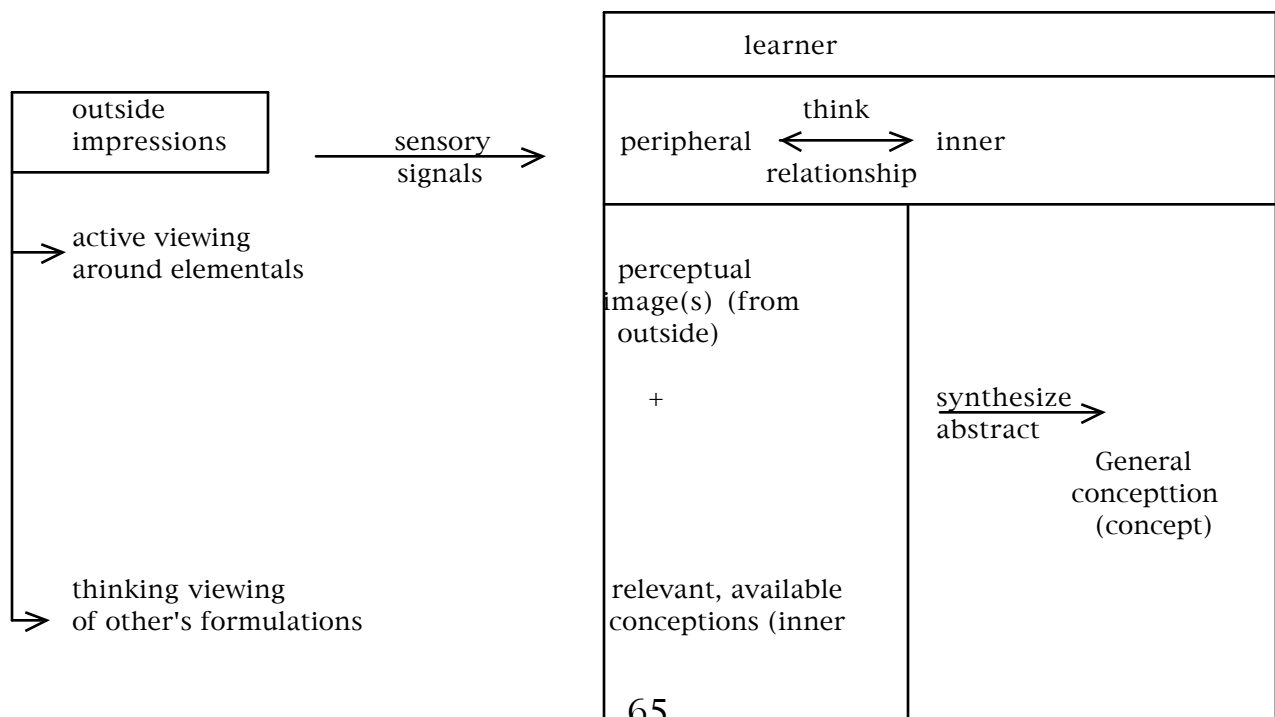 learner
outside
impressions
sensory
signals
peripheral
think
relationship
inner
active viewing
around elementals
perceptual
image(s) (from
outside)
+
synthesize
abstract
General
concepttion
(concept)
thinking viewing
of other's formulations
relevant, available
conceptions (inner
65